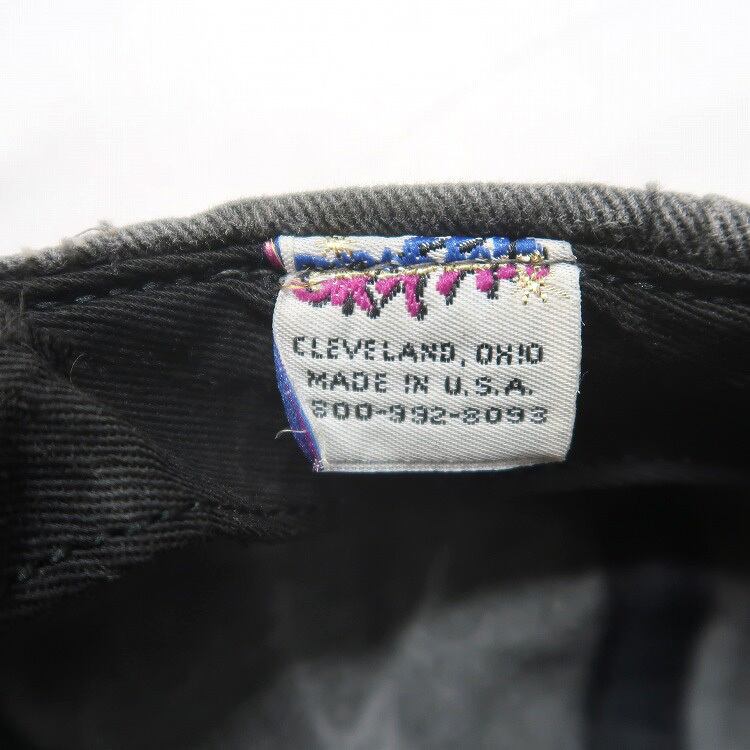 CLEVELAND, OHIO
MADE IN U.S.A.
800-992-8093